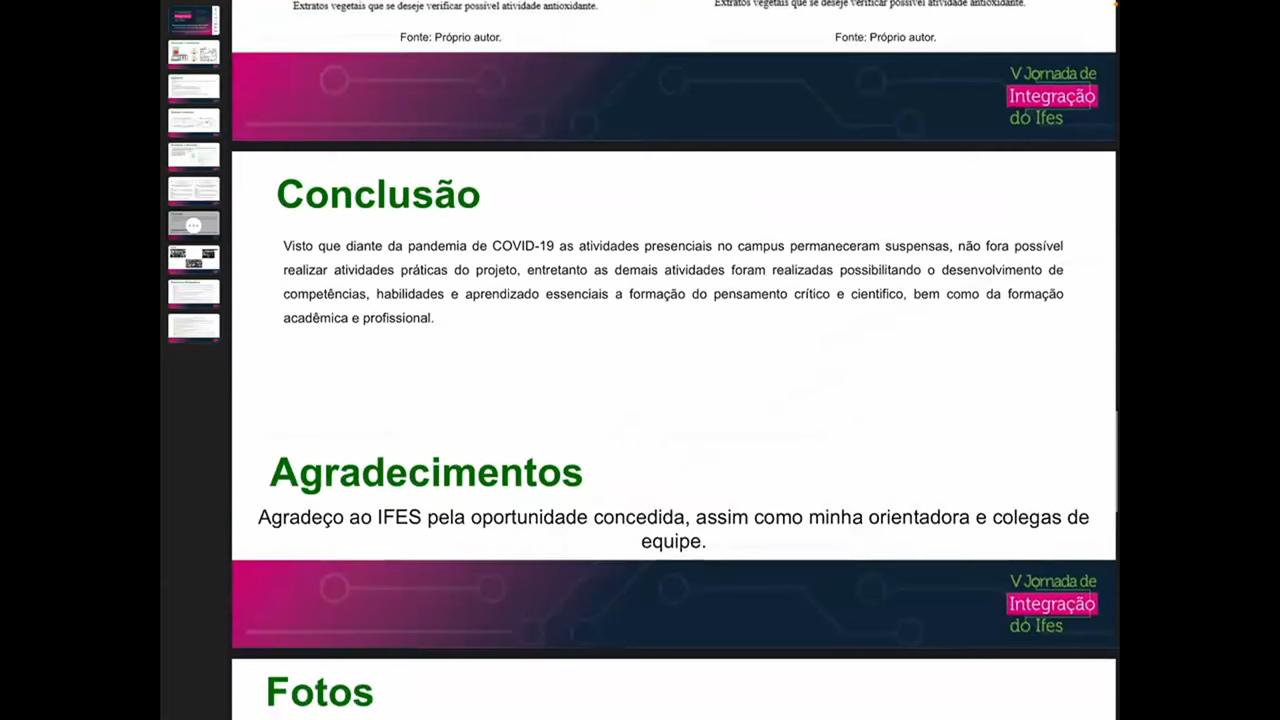 Extratos vegetais que se deseje verificar possível atividade antioxidante.
Extratos vegetais que se deseje verificar possível atividade antioxidante.
Fonte: Próprio autor.
Fonte: Próprio autor.
V Jornada de
Integração
do Ifes
Conclusão
Visto que diante da pandemia de COVID-19 as atividades presenciais no campus permaneceram suspensas, não fora possível
realizar atividades práticas do projeto, entretanto as demais atividades foram realizadas possibilitando o desenvolvimento de
competências, habilidades e aprendizado essenciais formação do pensamento crítico e científico, bem como da formação
acadêmica e profissional.
Agradecimentos
Agradeço ao IFES pela oportunidade concedida, assim como minha orientadora e colegas de
equipe.
V Jornada de
Integração
do Ifes
Fotos